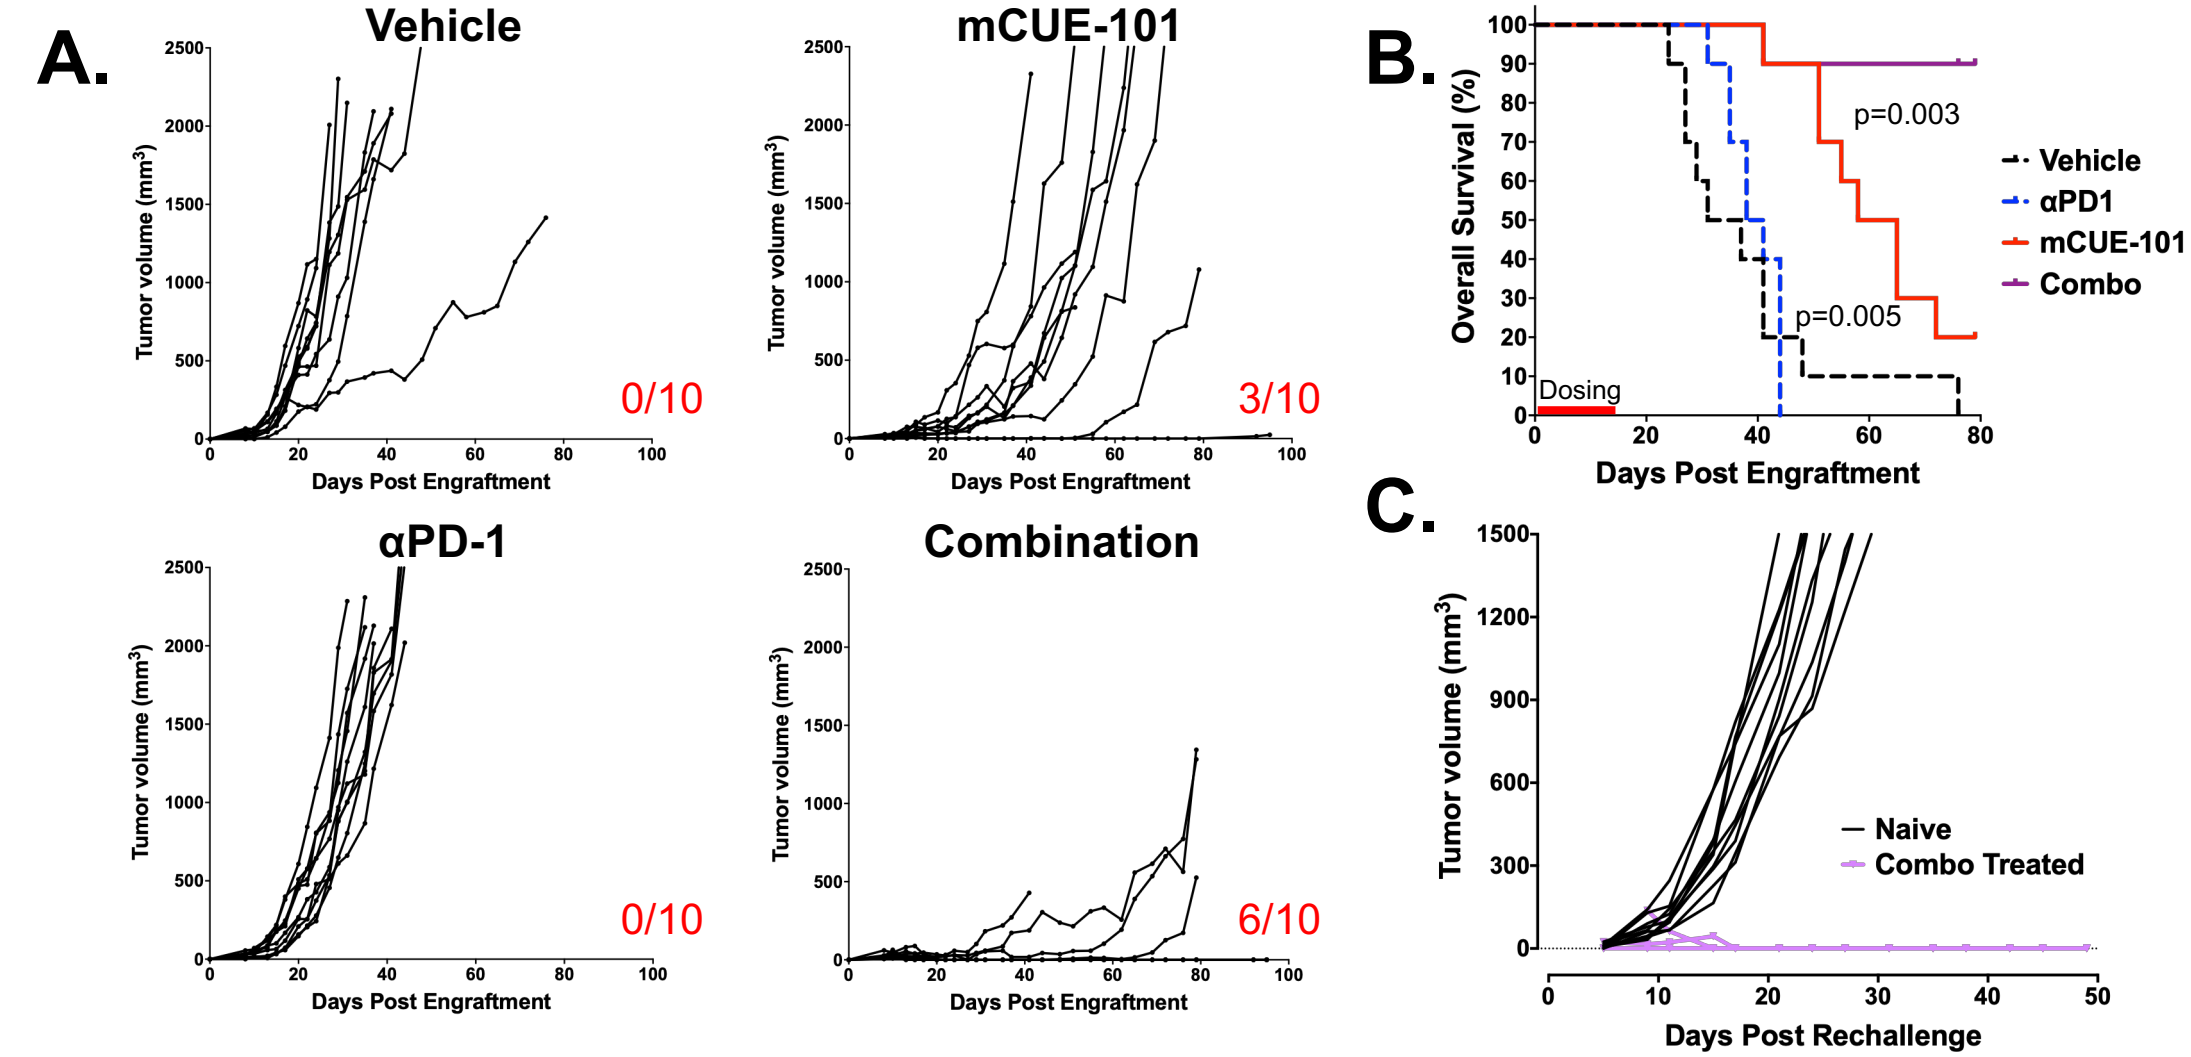 A.
Vehicle
2500
2000
1500
1000
500
0
0 20 40 60 80 100
Tumor volume (mm³)
Days Post Engraftment
0/10
mCUE-101
2500
2000
1500
1000
500
0
0 20 40 60 80 100
Tumor volume (mm³)
Days Post Engraftment
3/10
αPD-1
2500
2000
1500
1000
500
0
0 20 40 60 80 100
Tumor volume (mm³)
Days Post Engraftment
0/10
Combination
2500
2000
1500
1000
500
0
0 20 40 60 80 100
Tumor volume (mm³)
Days Post Engraftment
6/10
B.
100
90
80
70
60
50
40
30
20
10
0
0 20 40 60 80
Overall Survival (%)
Days Post Engraftment
p=0.003
p=0.005
Dosing
Vehicle
αPD1
mCUE-101
Combo
C.
1500
1200
900
600
300
0
0 10 20 30 40 50
Tumor volume (mm³)
Days Post Rechallenge
Naive
Combo Treated